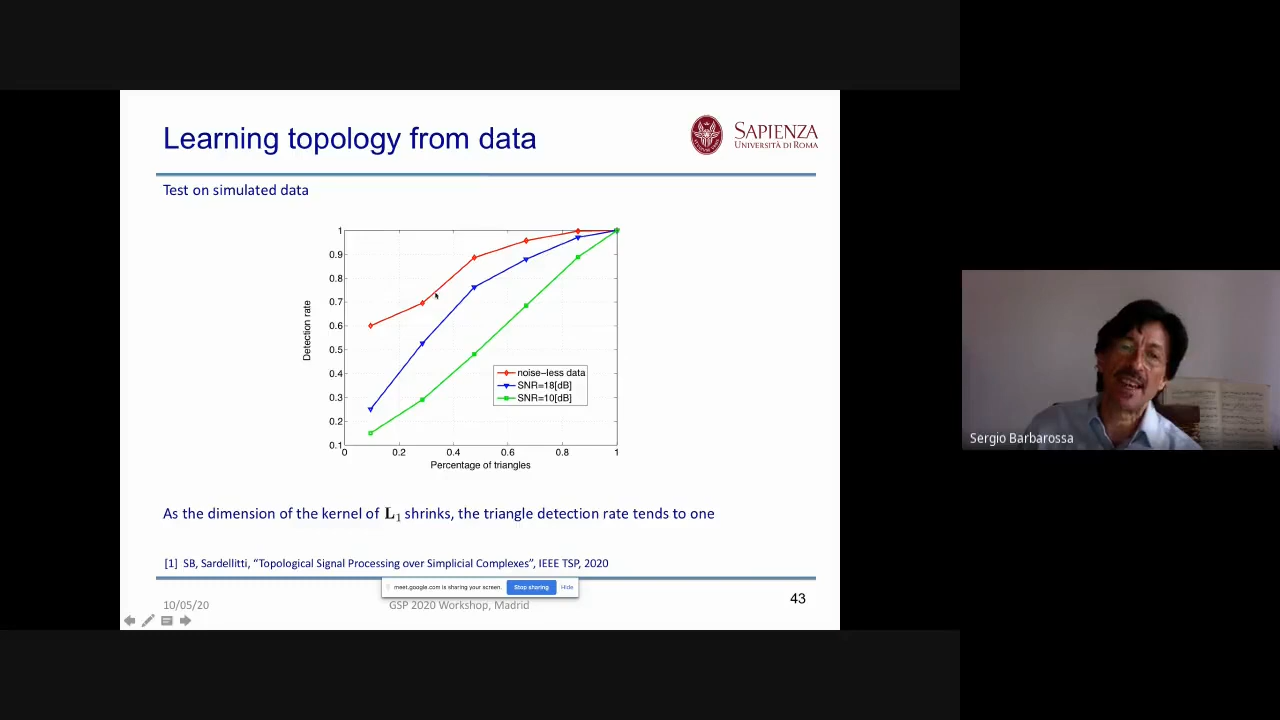 Learning topology from data
SAPIENZA
UNIVERSITÀ DI ROMA
Test on simulated data
1
0.9
0.8
0.7
0.6
0.5
0.4
0.3
0.2
0.1
Detection rate
noise-less data
SNR=18[dB]
SNR=10[dB]
0 0.2 0.4 0.6 0.8 1
Percentage of triangles
As the dimension of the kernel of L₁ shrinks, the triangle detection rate tends to one
[1] SB, Sardellitti, “Topological Signal Processing over Simplicial Complexes”, IEEE TSP, 2020
meet.google.com is sharing your screen. Stop sharing Hide
10/05/20 GSP 2020 Workshop, Madrid 43
Sergio Barbarossa